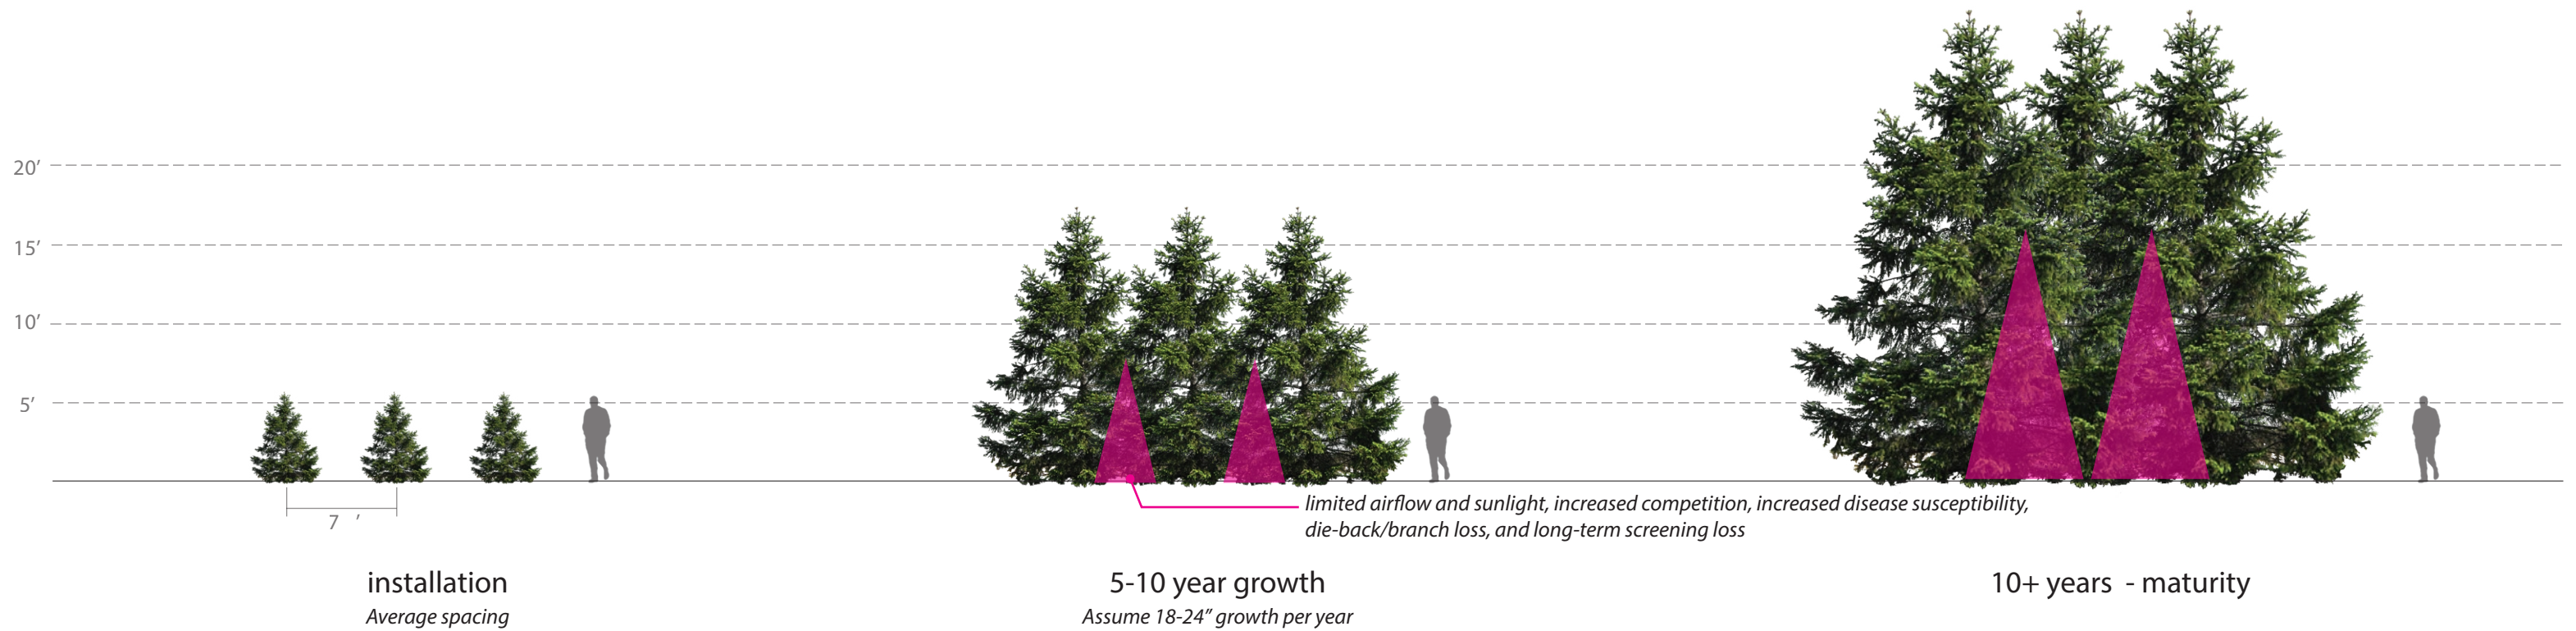 20′
15′
10′
5′
7 ′
limited airflow and sunlight, increased competition, increased disease susceptibility,
die-back/branch loss, and long-term screening loss
installation
Average spacing
5-10 year growth
Assume 18-24” growth per year
10+ years - maturity